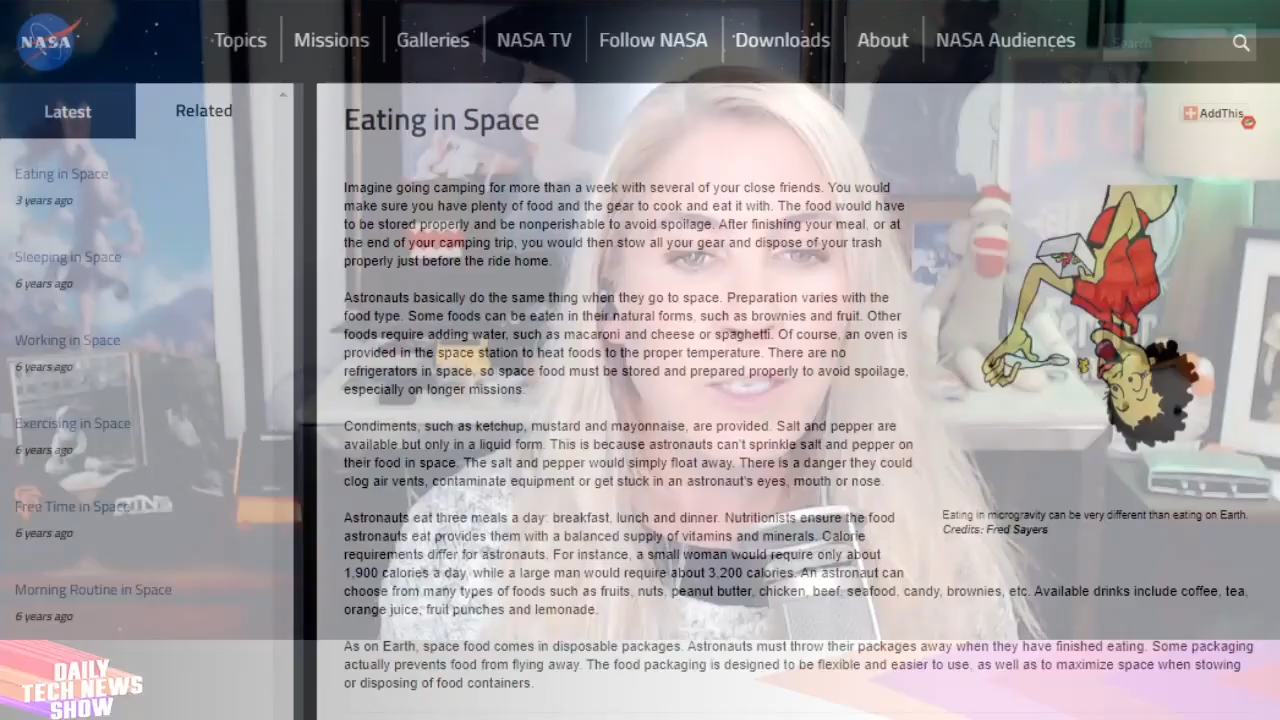 NASA
Topics
Missions
Galleries
NASA TV
Follow NASA
Downloads
About
NASA Audiences
Search
Latest
Related
Eating in Space
3 years ago
Sleeping in Space
6 years ago
Working in Space
6 years ago
Exercising in Space
6 years ago
Free Time in Space
6 years ago
Morning Routine in Space
6 years ago
Eating in Space
AddThis
Imagine going camping for more than a week with several of your close friends. You would
make sure you have plenty of food and the gear to cook and eat it with. The food would have
to be stored properly and be nonperishable to avoid spoilage. After finishing your meal, or at
the end of your camping trip, you would then stow all your gear and dispose of your trash
properly just before the ride home.
Astronauts basically do the same thing when they go to space. Preparation varies with the
food type. Some foods can be eaten in their natural forms, such as brownies and fruit. Other
foods require adding water, such as macaroni and cheese or spaghetti. Of course, an oven is
provided in the space station to heat foods to the proper temperature. There are no
refrigerators in space, so space food must be stored and prepared properly to avoid spoilage,
especially on longer missions.
Condiments, such as ketchup, mustard and mayonnaise, are provided. Salt and pepper are
available but only in a liquid form. This is because astronauts can't sprinkle salt and pepper on
their food in space. The salt and pepper would simply float away. There is a danger they could
clog air vents, contaminate equipment or get stuck in an astronaut's eyes, mouth or nose.
Astronauts eat three meals a day: breakfast, lunch and dinner. Nutritionists ensure the food
astronauts eat provides them with a balanced supply of vitamins and minerals. Calorie
requirements differ for astronauts. For instance, a small woman would require only about
1,900 calories a day, while a large man would require about 3,200 calories. An astronaut can
choose from many types of foods such as fruits, nuts, peanut butter, chicken, beef, seafood, candy, brownies, etc. Available drinks include coffee, tea,
orange juice, fruit punches and lemonade.
Eating in microgravity can be very different than eating on Earth.
Credits: Fred Sayers
As on Earth, space food comes in disposable packages. Astronauts must throw their packages away when they have finished eating. Some packaging
actually prevents food from flying away. The food packaging is designed to be flexible and easier to use, as well as to maximize space when stowing
or disposing of food containers.
DAILY
TECH NEWS
SHOW